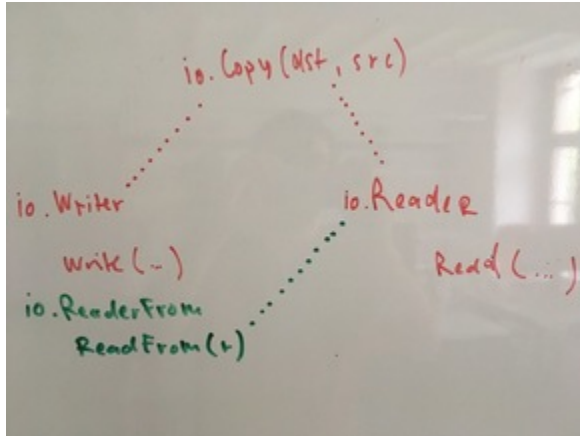 io.Copy(dst, src)
io.Writer
io.Reader
Write(...)
Read(...)
io.ReaderFrom
ReadFrom(r)